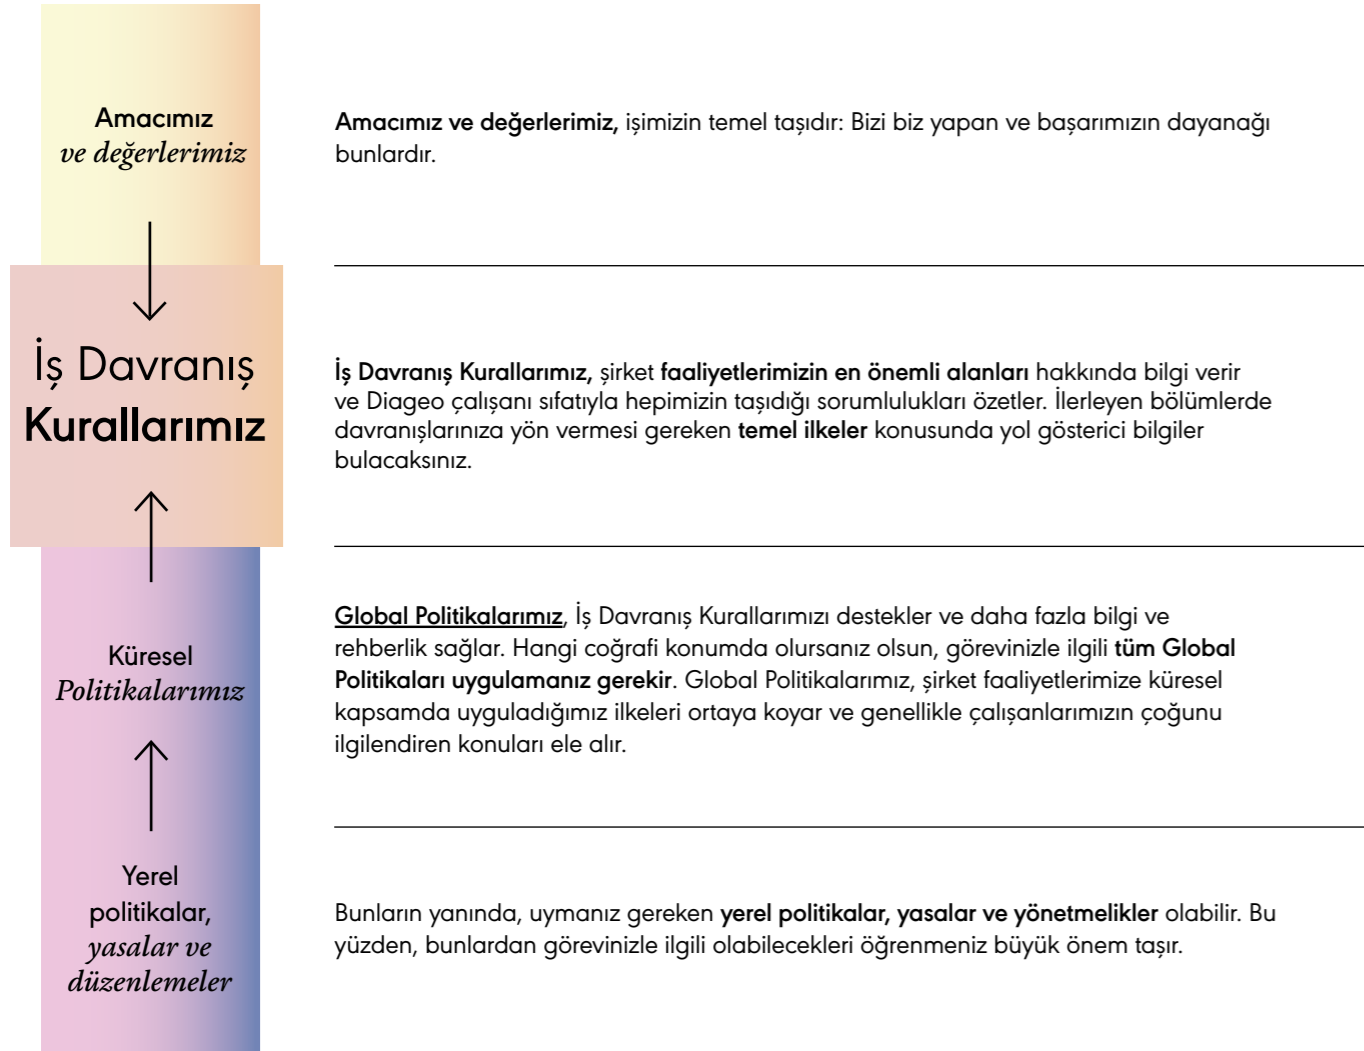 Amacımız
ve değerlerimiz
Amacımız ve değerlerimiz, işimizin temel taşıdır: Bizi biz yapan ve başarımızın dayanağı
bunlardır.
İş Davranış
Kurallarımız
İş Davranış Kurallarımız, şirket faaliyetlerimizin en önemli alanları hakkında bilgi verir
ve Diageo çalışanı sıfatıyla hepimizin taşıdığı sorumlulukları özetler. İlerleyen bölümlerde
davranışlarınıza yön vermesi gereken temel ilkeler konusunda yol gösterici bilgiler
bulacaksınız.
Küresel
Politikalarımız
Global Politikalarımız, İş Davranış Kurallarımızı destekler ve daha fazla bilgi ve
rehberlik sağlar. Hangi coğrafi konumda olursanız olsun, görevinizle ilgili tüm Global
Politikaları uygulamanız gerekir. Global Politikalarımız, şirket faaliyetlerimize küresel
kapsamda uyguladığımız ilkeleri ortaya koyar ve genellikle çalışanlarımızın çoğunu
ilgilendiren konuları ele alır.
Yerel
politikalar,
yasalar ve
düzenlemeler
Bunların yanında, uymanız gereken yerel politikalar, yasalar ve yönetmelikler olabilir. Bu
yüzden, bunlardan görevinizle ilgili olabilecekleri öğrenmeniz büyük önem taşır.